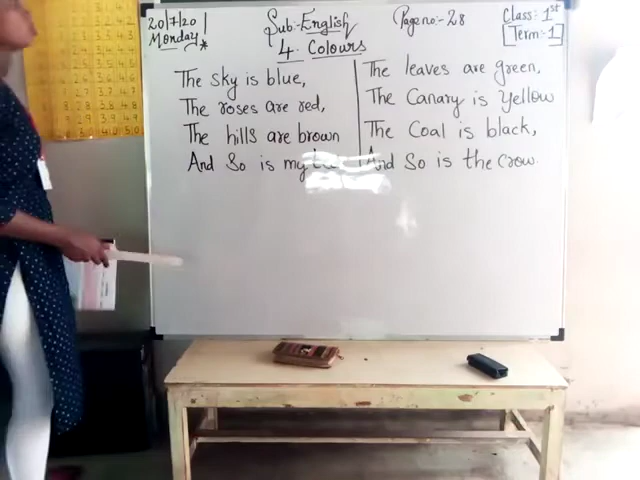 20/7/20
Monday
Sub:- English
Page no:- 28
Class:- 1st
Term:- 1
4. Colours
The sky is blue,
The roses are red,
The hills are brown
And So is my
The leaves are green,
The Canary is Yellow
The Coal is black,
And So is the crow.